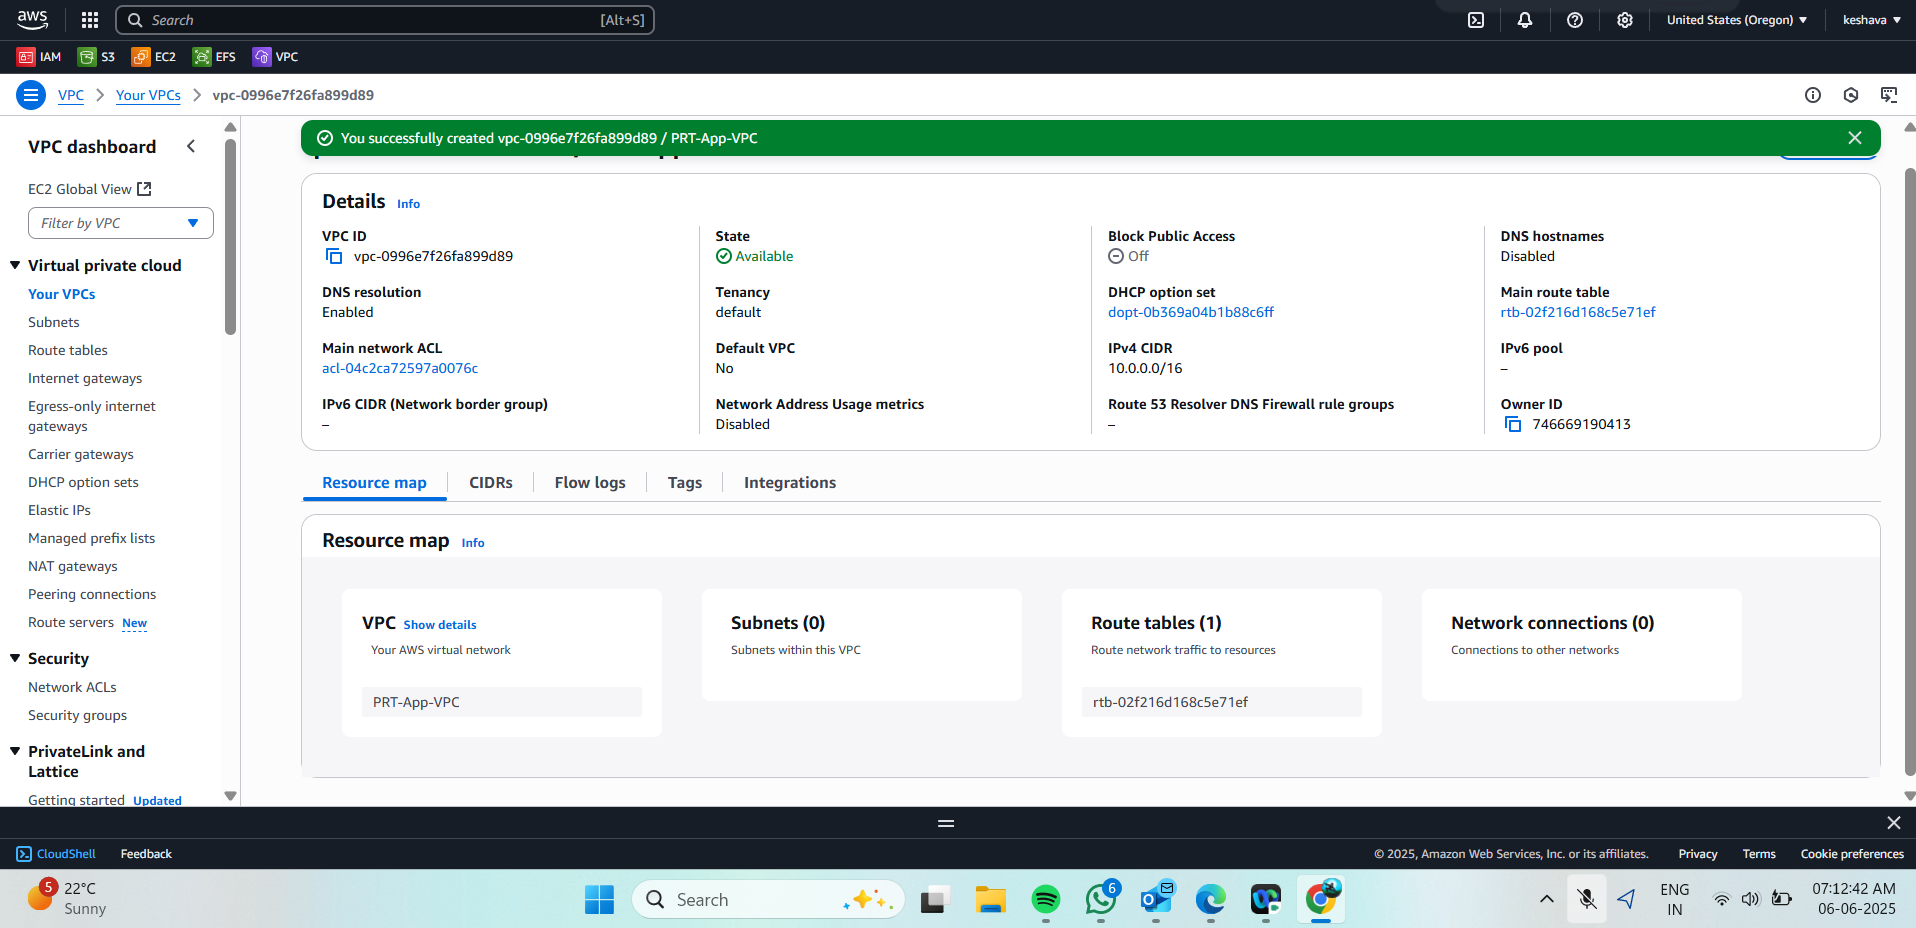 aws
Search [Alt+S]
United States (Oregon)
keshava
IAM S3 EC2 EFS VPC
VPC Your VPCs vpc-0996e7f26fa899d89
VPC dashboard
EC2 Global View
Filter by VPC
Virtual private cloud
Your VPCs
Subnets
Route tables
Internet gateways
Egress-only internet
gateways
Carrier gateways
DHCP option sets
Elastic IPs
Managed prefix lists
NAT gateways
Peering connections
Route servers New
Security
Network ACLs
Security groups
PrivateLink and
Lattice
Getting started Updated
You successfully created vpc-0996e7f26fa899d89 / PRT-App-VPC
Details Info
VPC ID
vpc-0996e7f26fa899d89
State
Available
Block Public Access
Off
DNS hostnames
Disabled
DNS resolution
Enabled
Tenancy
default
DHCP option set
dopt-0b369a04b1b88c6ff
Main route table
rtb-02f216d168c5e71ef
Main network ACL
acl-04c2ca72597a0076c
Default VPC
No
IPv4 CIDR
10.0.0.0/16
IPv6 pool
–
IPv6 CIDR (Network border group)
–
Network Address Usage metrics
Disabled
Route 53 Resolver DNS Firewall rule groups
–
Owner ID
746669190413
Resource map CIDRs Flow logs Tags Integrations
Resource map Info
VPC Show details
Your AWS virtual network
PRT-App-VPC
Subnets (0)
Subnets within this VPC
Route tables (1)
Route network traffic to resources
rtb-02f216d168c5e71ef
Network connections (0)
Connections to other networks
CloudShell Feedback
© 2025, Amazon Web Services, Inc. or its affiliates. Privacy Terms Cookie preferences
5
22°C
Sunny
Search
6
ENG
IN
07:12:42 AM
06-06-2025